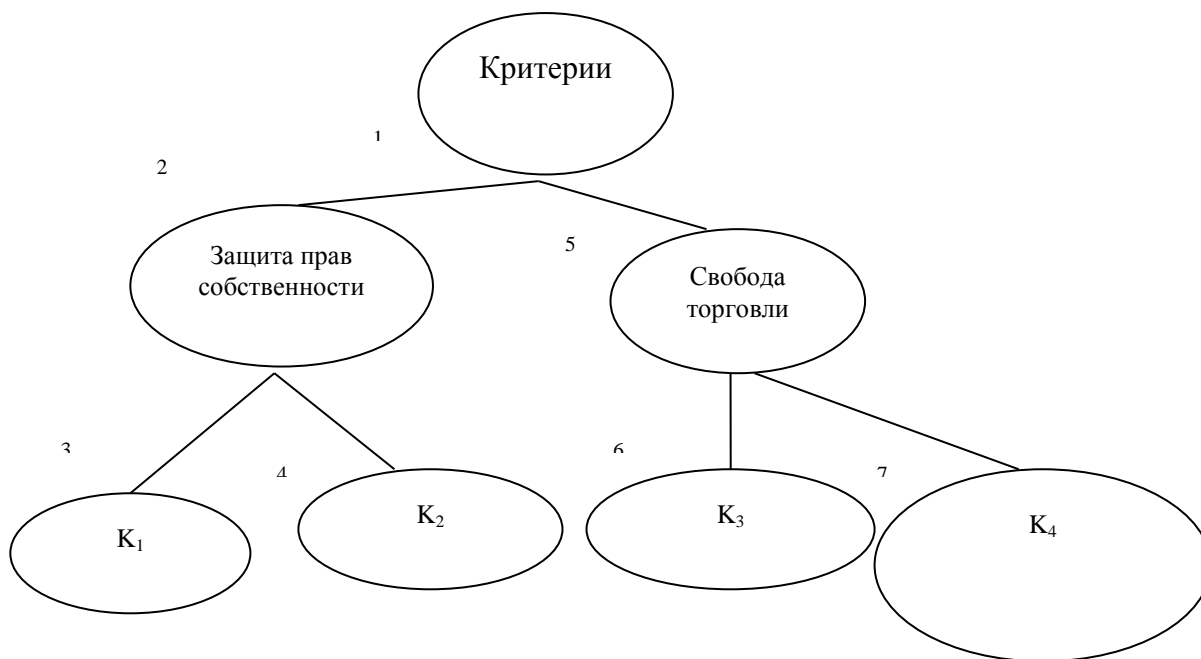 Критерии
1
2
Защита прав
собственности
5
Свобода
торговли
3
K₁
4
K₂
6
K₃
7
K₄